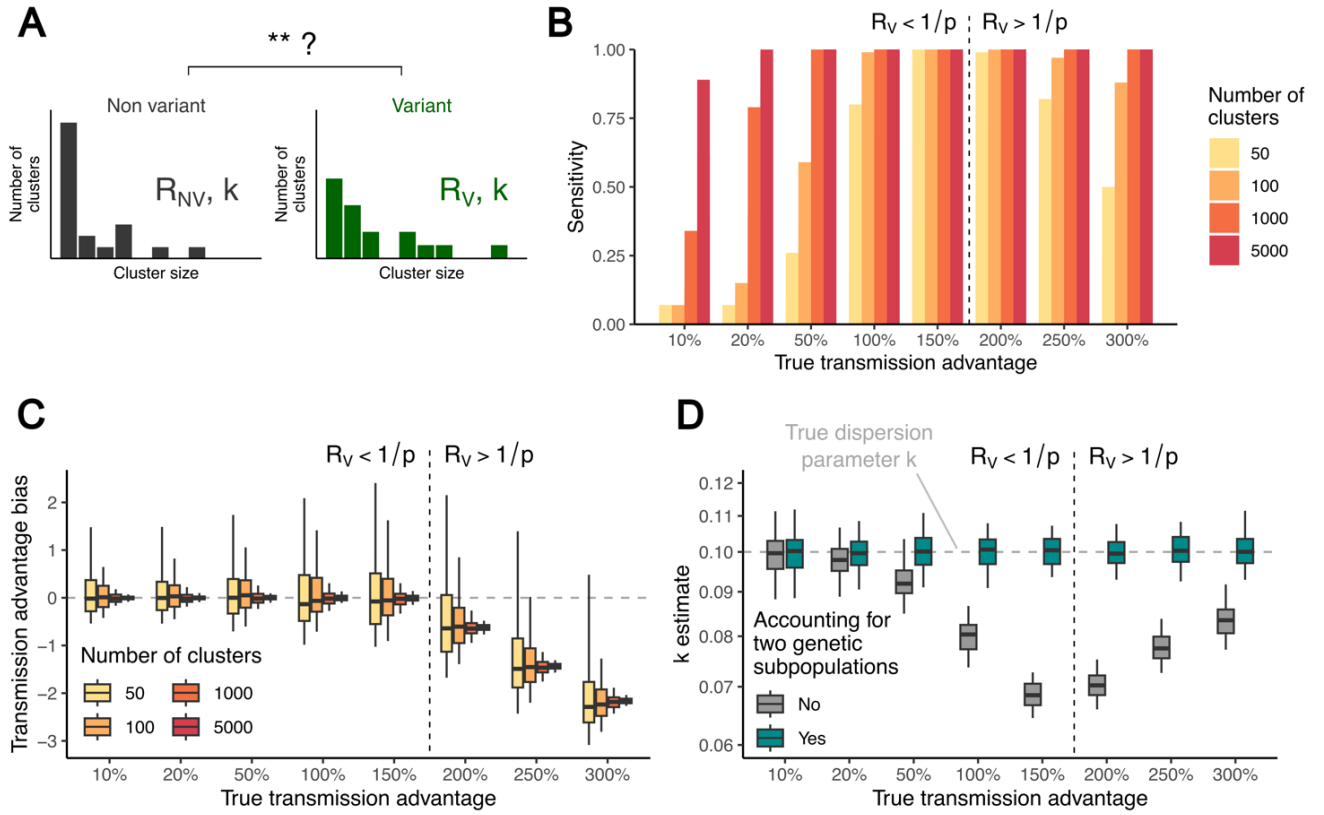 A
** ?
Non variant
Number of
clusters
R_NV, k
Cluster size
Variant
Number of
clusters
R_V, k
Cluster size
B
R_V < 1/p
R_V > 1/p
Sensitivity
1.00
0.75
0.50
0.25
0.00
10% 20% 50% 100% 150% 200% 250% 300%
True transmission advantage
Number of
clusters
50
100
1000
5000
C
R_V < 1/p
R_V > 1/p
Transmission advantage bias
2
1
0
−1
−2
−3
Number of clusters
50 1000
100 5000
10% 20% 50% 100% 150% 200% 250% 300%
True transmission advantage
D
True dispersion
parameter k
R_V < 1/p
R_V > 1/p
k estimate
0.12
0.11
0.10
0.09
0.08
0.07
0.06
Accounting for
two genetic
subpopulations
No
Yes
10% 20% 50% 100% 150% 200% 250% 300%
True transmission advantage